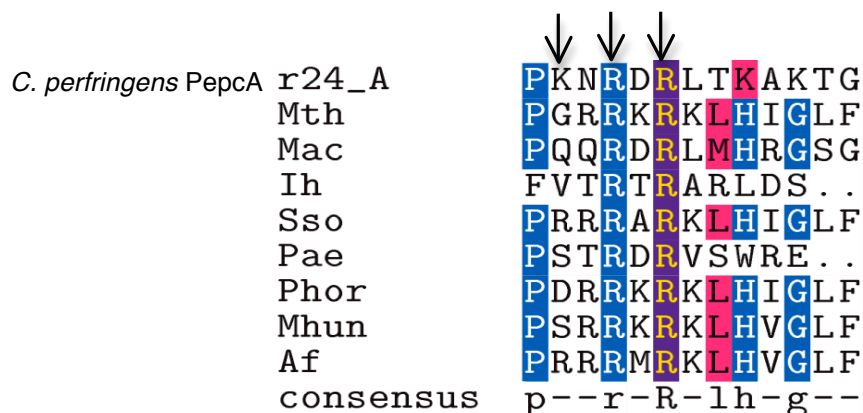 C. perfringens PepcA r24_A PKNRDRLTKAKTG
Mth PGRRKRKLHIGLF
Mac PQQRDRLMHRGSG
Ih FVTRTRARLDS..
Sso PRRRARKLHIGLF
Pae PSTRDRVSWRE..
Phor PDRRKRKLHIGLF
Mhun PSRRKRKLHVGLF
Af PRRRMRKLHVGLF
consensus p--r-R-lh-g--